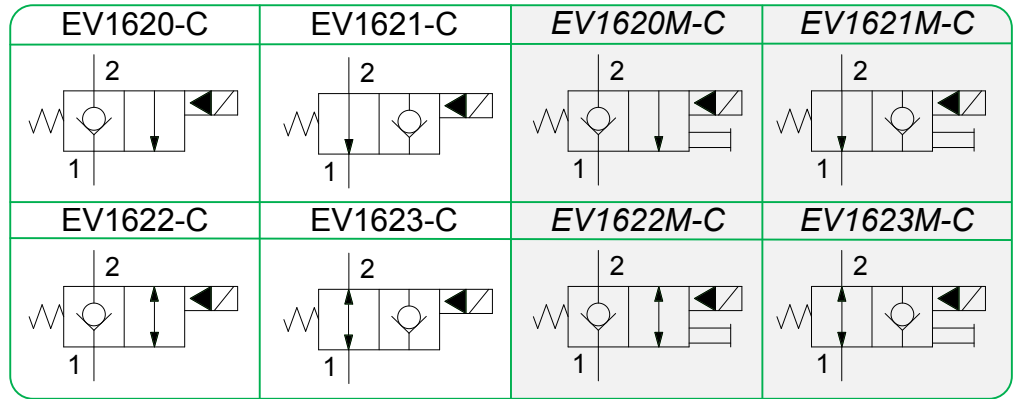 EV1620-C EV1621-C EV1620M-C EV1621M-C
2 2 2 2
1 1 1 1
EV1622-C EV1623-C EV1622M-C EV1623M-C
2 2 2 2
1 1 1 1